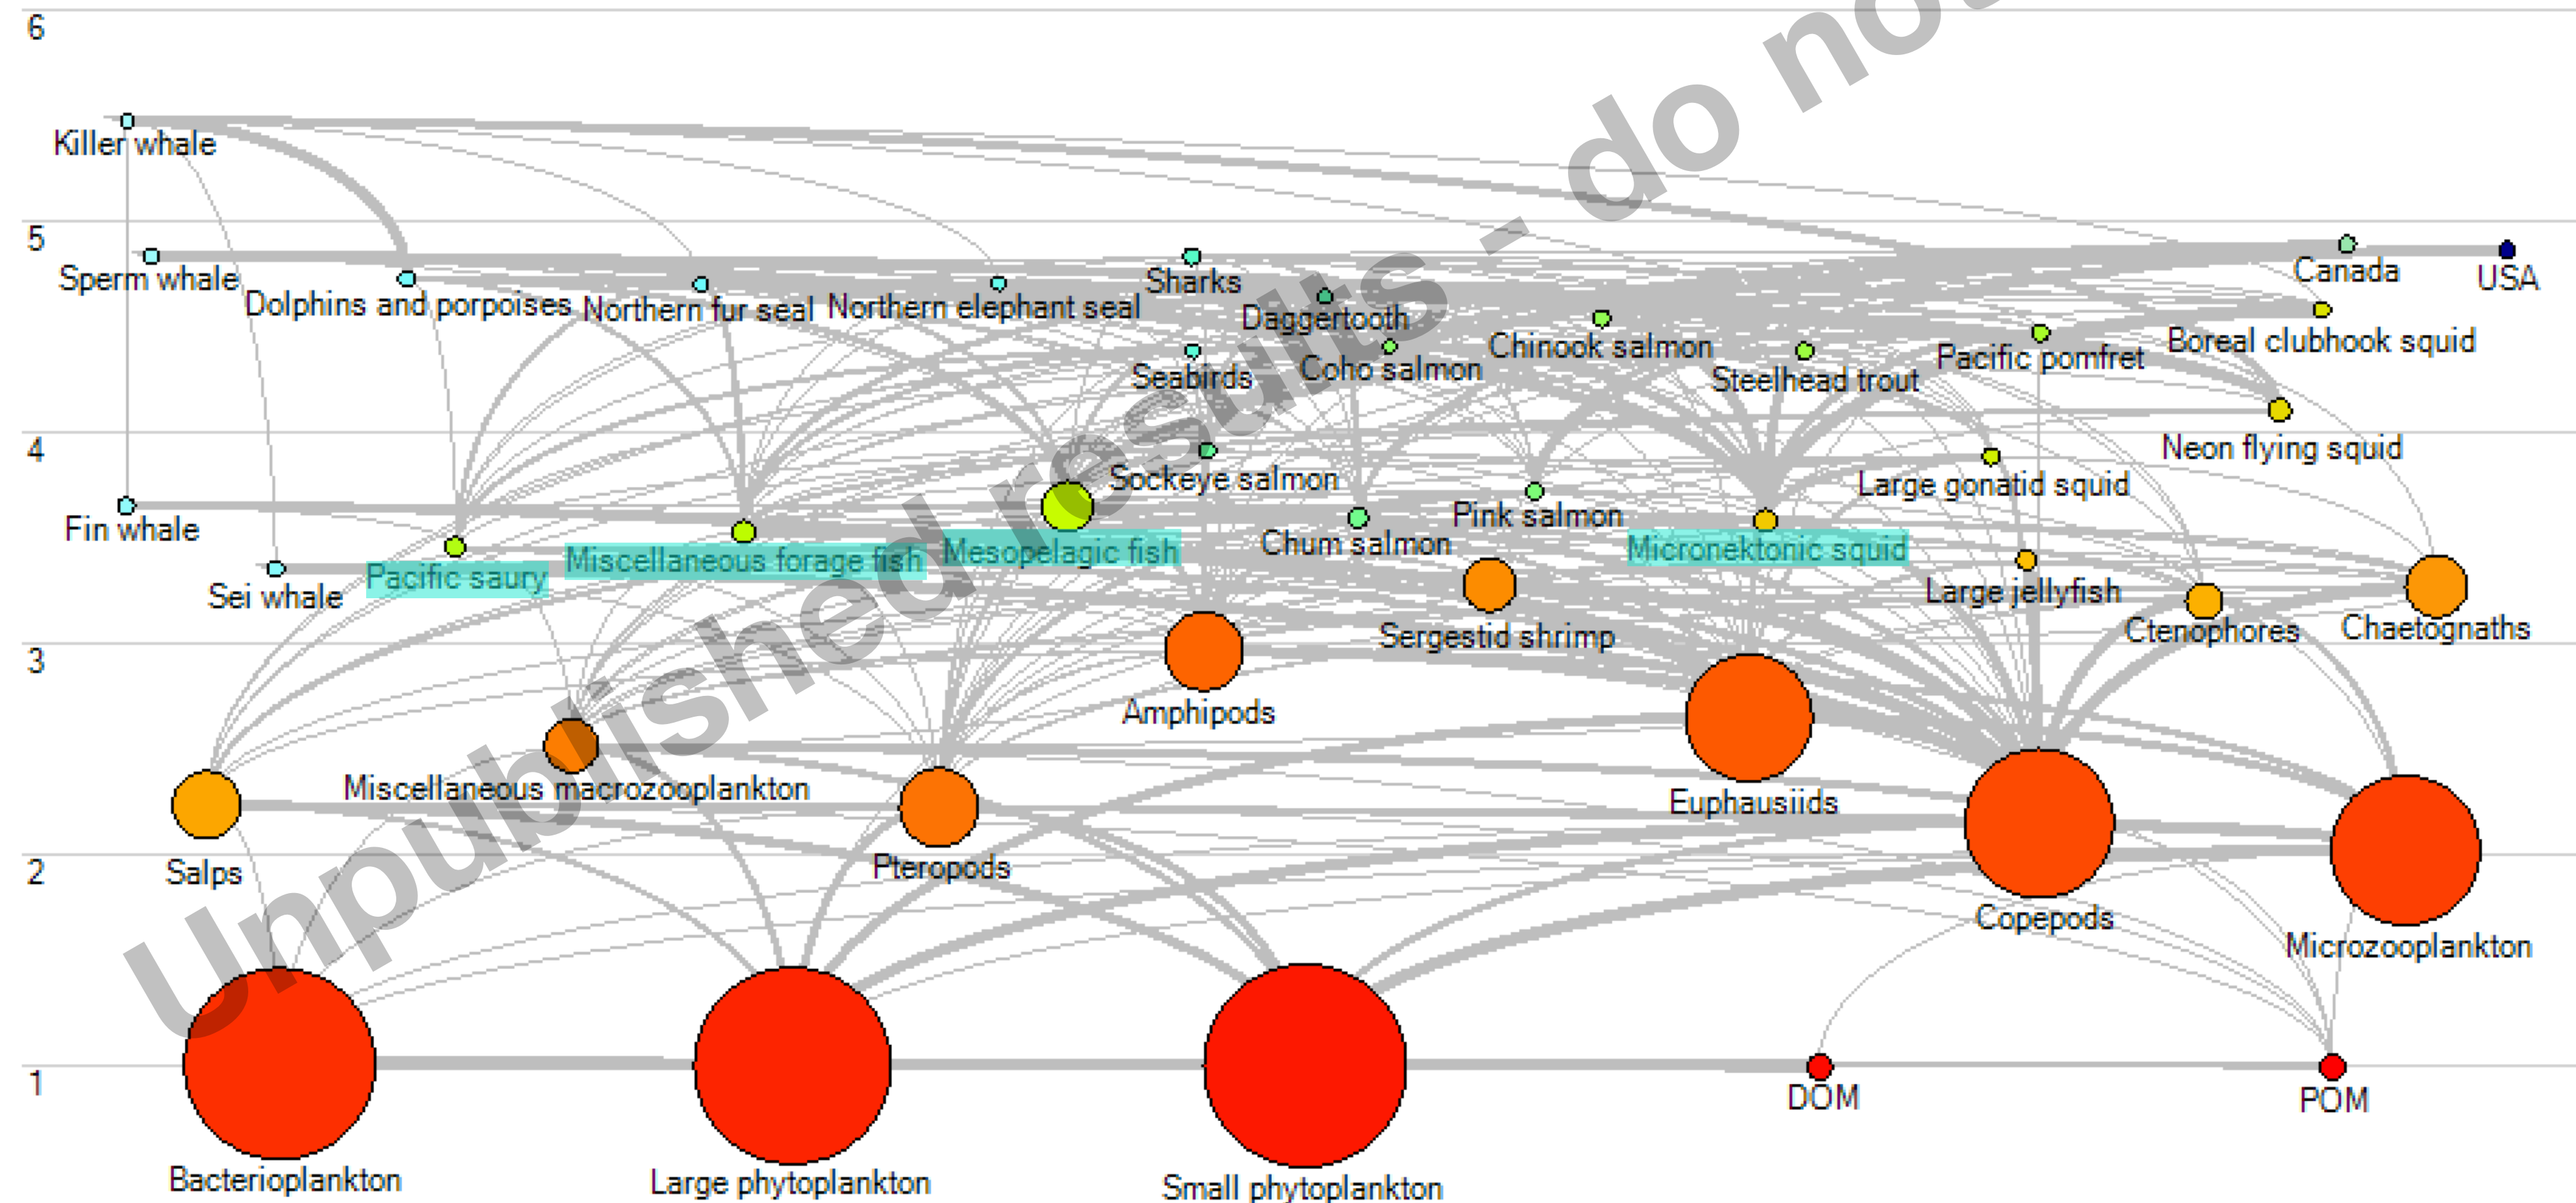 6
Killer whale
5
Sperm whale
Dolphins and porpoises
Northern fur seal
Northern elephant seal
Sharks
Daggertooth
Canada
USA
Seabirds
Coho salmon
Chinook salmon
Steelhead trout
Pacific pomfret
Boreal clubhook squid
4
Sockeye salmon
Neon flying squid
Large gonatid squid
Fin whale
Pink salmon
Chum salmon
Sei whale
Pacific saury
Miscellaneous forage fish
Mesopelagic fish
Micronektonic squid
Large jellyfish
3
Sergestid shrimp
Ctenophores
Chaetognaths
Amphipods
Miscellaneous macrozooplankton
Euphausiids
2
Salps
Pteropods
Copepods
Microzooplankton
1
DOM
POM
Bacterioplankton
Large phytoplankton
Small phytoplankton
Unpublished results - do no